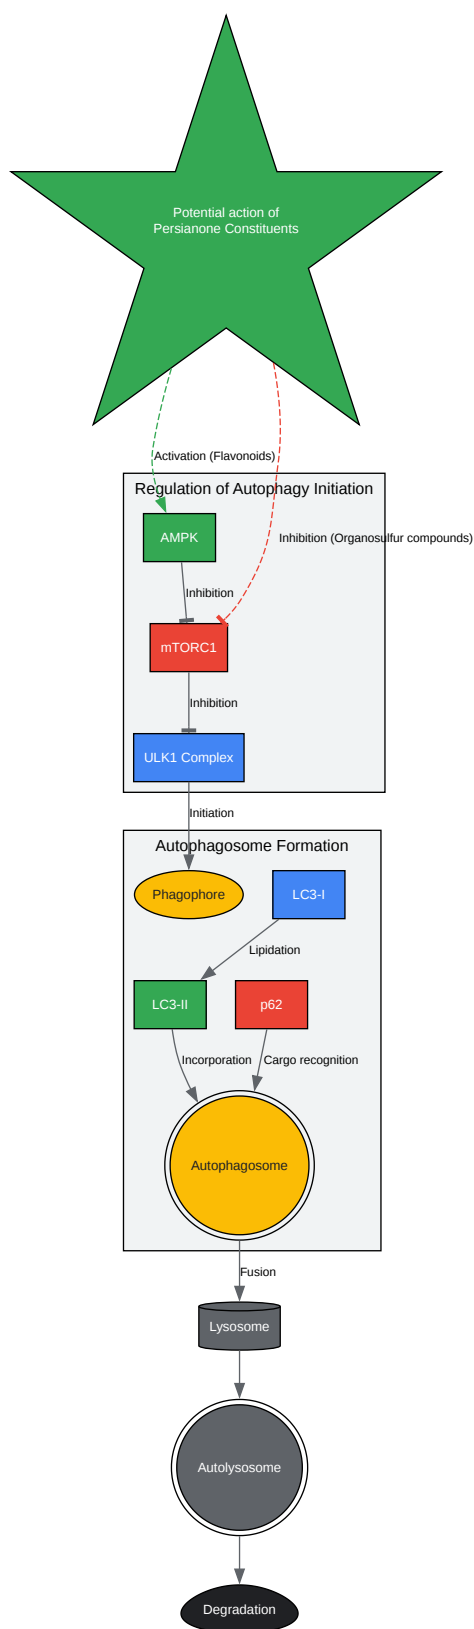 Potential action of
Persianone Constituents
Activation (Flavonoids)
Regulation of Autophagy Initiation
AMPK
Inhibition (Organosulfur compounds)
Inhibition
mTORC1
Inhibition
ULK1 Complex
Initiation
Autophagosome Formation
Phagophore
LC3-I
Lipidation
LC3-II
p62
Incorporation
Cargo recognition
Autophagosome
Fusion
Lysosome
Autolysosome
Degradation